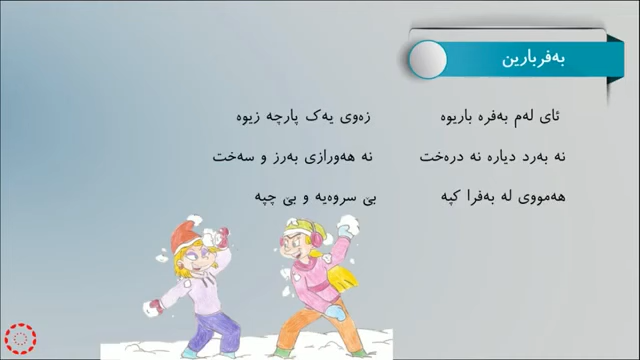 بەفربارین
ئای لەم بەفرە باریوە زەوی یەک پارچە زیوە
نە بەرد دیارە نە درەخت نە هەورازی بەرز و سەخت
هەمووی لە بەفرا کپە بێ سروەیە و بێ چپە